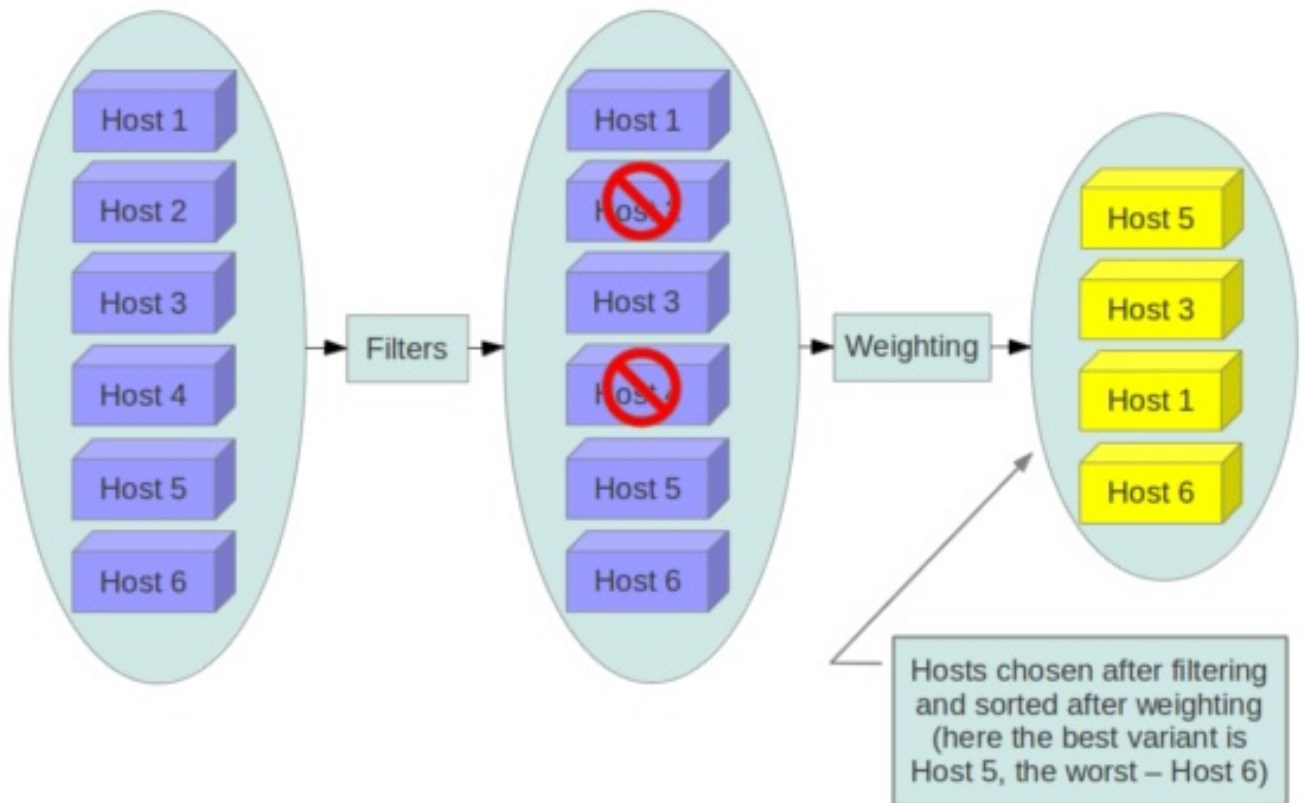 Host 1
Host 2
Host 3
Host 4
Host 5
Host 6
Filters
Host 1
Host 3
Host 5
Host 6
Weighting
Host 5
Host 3
Host 1
Host 6
Hosts chosen after filtering
and sorted after weighting
(here the best variant is
Host 5, the worst – Host 6)